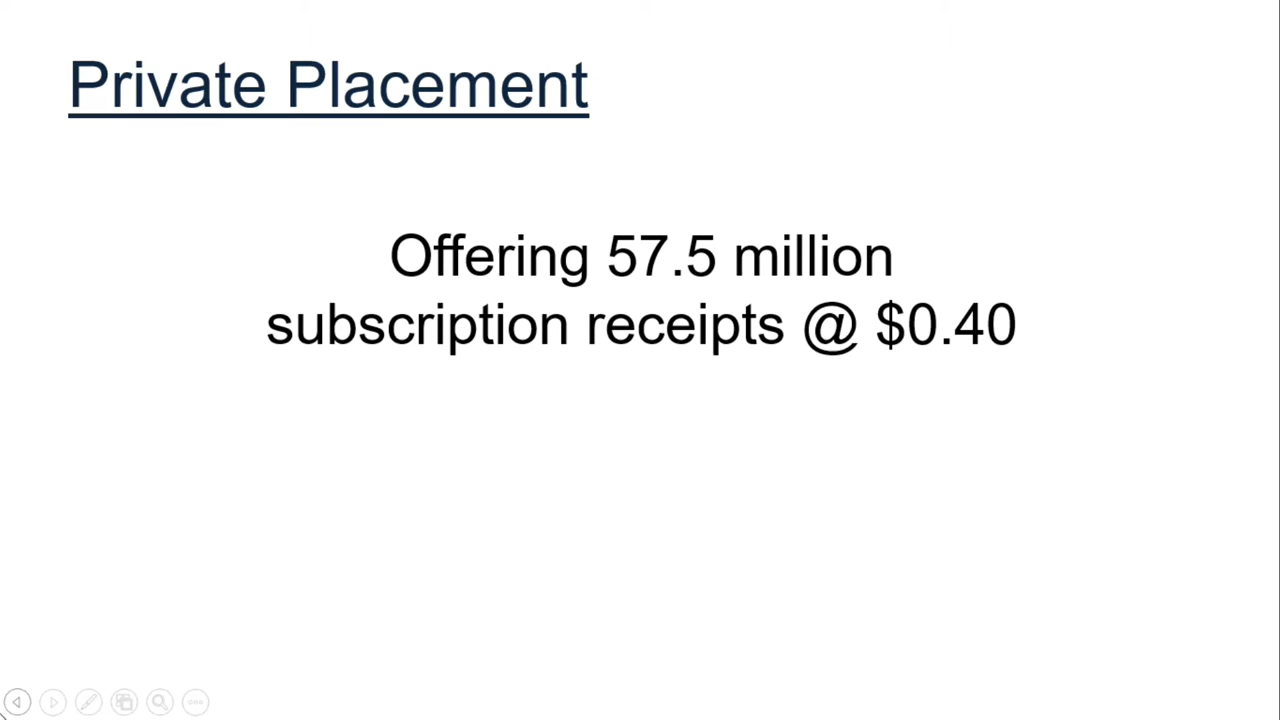 Private Placement
Offering 57.5 million
subscription receipts @ $0.40